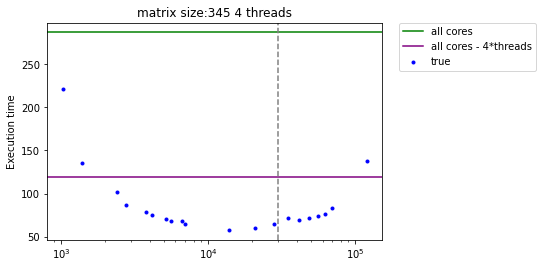 matrix size:345 4 threads
all cores
all cores - 4*threads
true
Execution time
250
200
150
100
50
10³
10⁴
10⁵